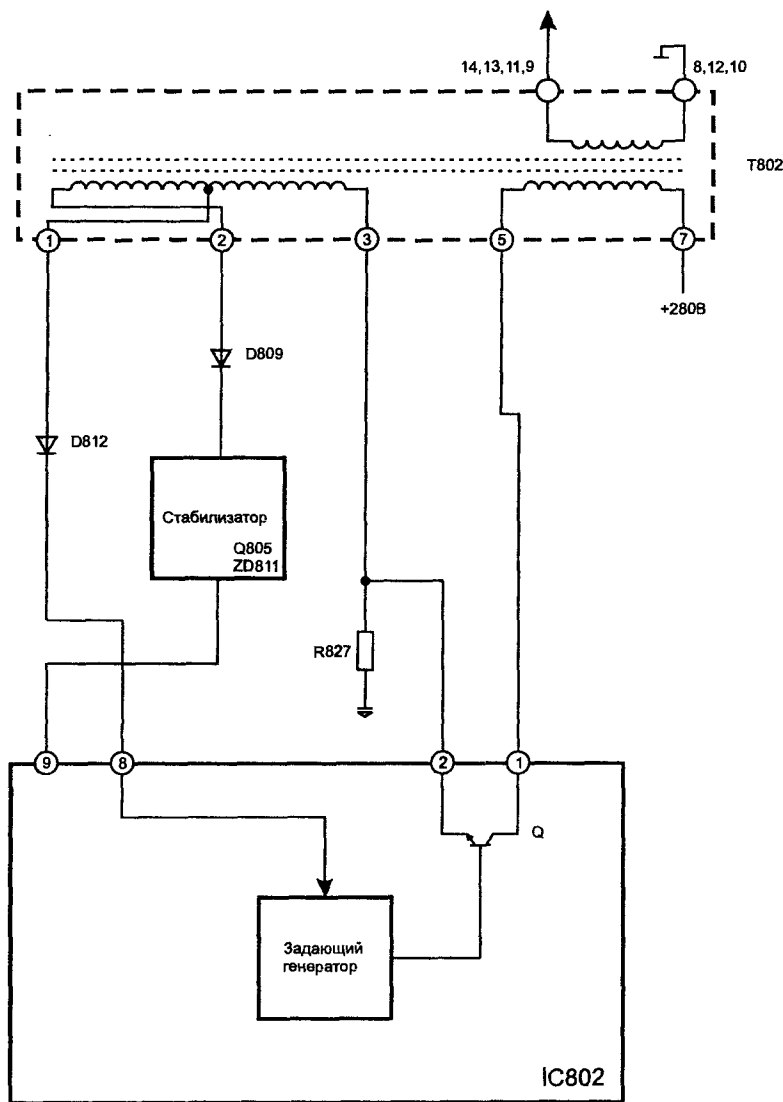 14,13,11,9
8,12,10
T802
1
2
3
5
7
+280В
D809
D812
Стабилизатор
Q805
ZD811
R827
9
8
2
1
Q
Задающий
генератор
IC802